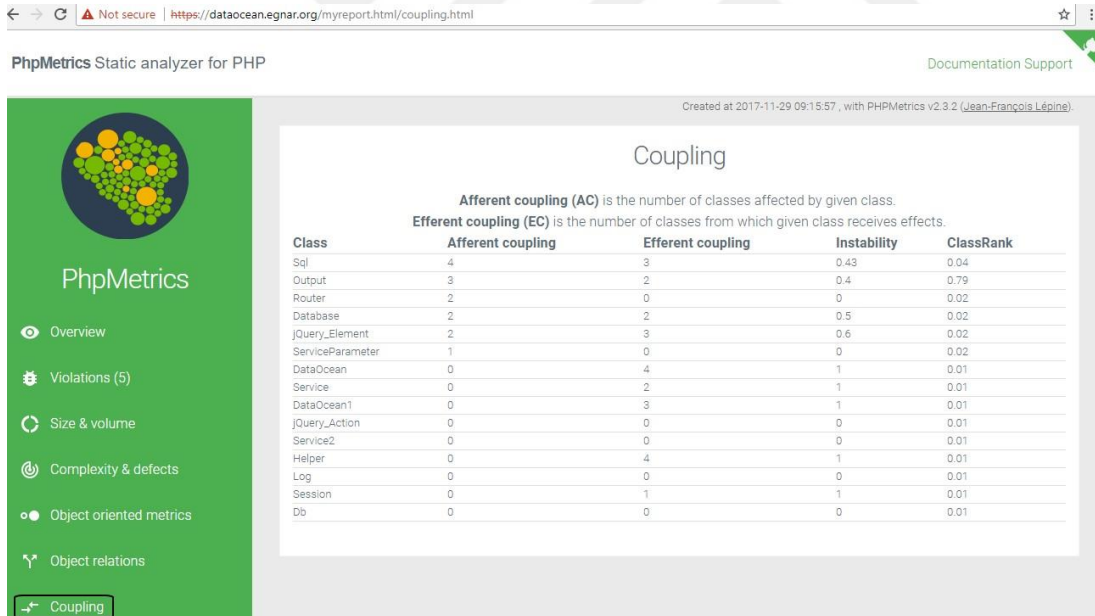 Not secure | https://dataocean.egnar.org/myreport.html/coupling.html
PhpMetrics Static analyzer for PHP
Documentation Support
Created at 2017-11-29 09:15:57 , with PHPMetrics v2.3.2 (Jean-François Lépine).
PhpMetrics
Overview
Violations (5)
Size & volume
Complexity & defects
Object oriented metrics
Object relations
Coupling
Coupling
Afferent coupling (AC) is the number of classes affected by given class.
Efferent coupling (EC) is the number of classes from which given class receives effects.
Class Afferent coupling Efferent coupling Instability ClassRank
Sql 4 3 0.43 0.04
Output 3 2 0.4 0.79
Router 2 0 0 0.02
Database 2 2 0.5 0.02
jQuery_Element 2 3 0.6 0.02
ServiceParameter 1 0 0 0.02
DataOcean 0 4 1 0.01
Service 0 2 1 0.01
DataOcean1 0 3 1 0.01
jQuery_Action 0 0 0 0.01
Service2 0 0 0 0.01
Helper 0 4 1 0.01
Log 0 0 0 0.01
Session 0 1 1 0.01
Db 0 0 0 0.01